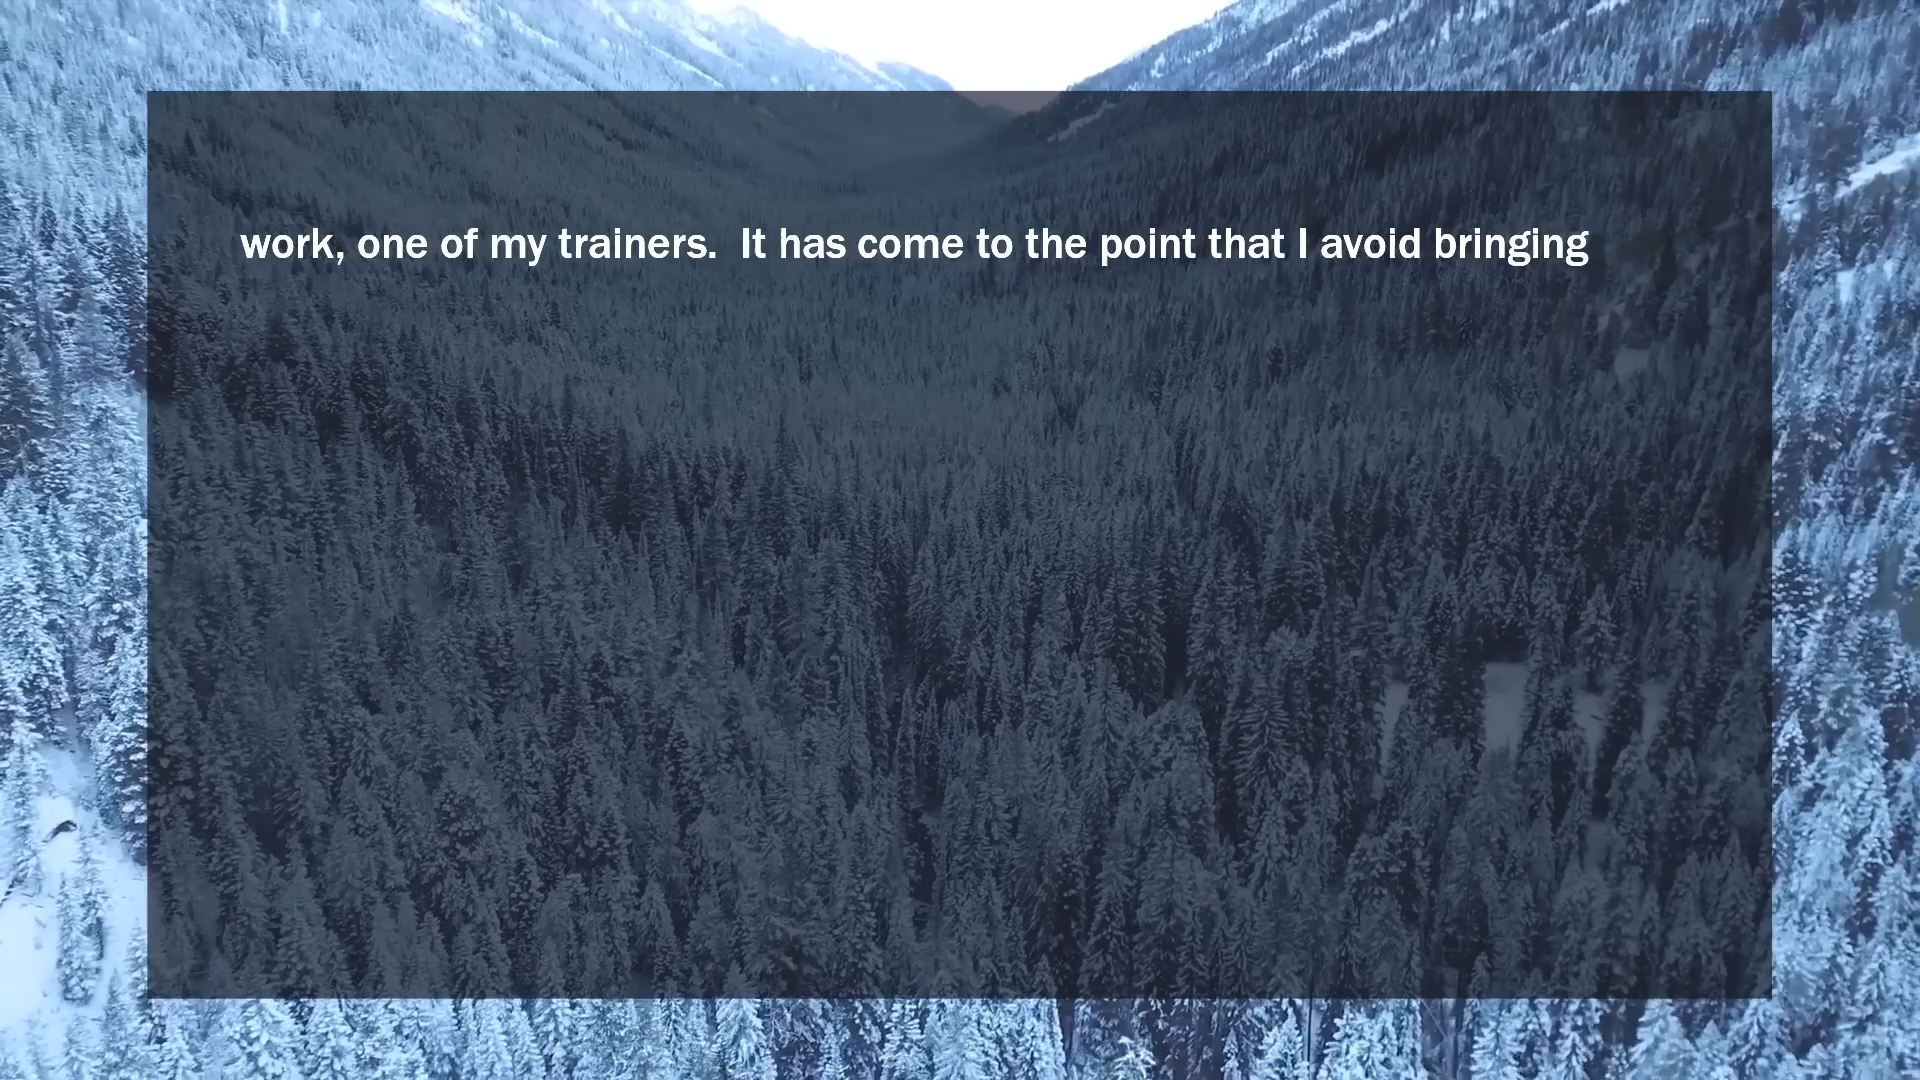 work, one of my trainers.  It has come to the point that I avoid bringing